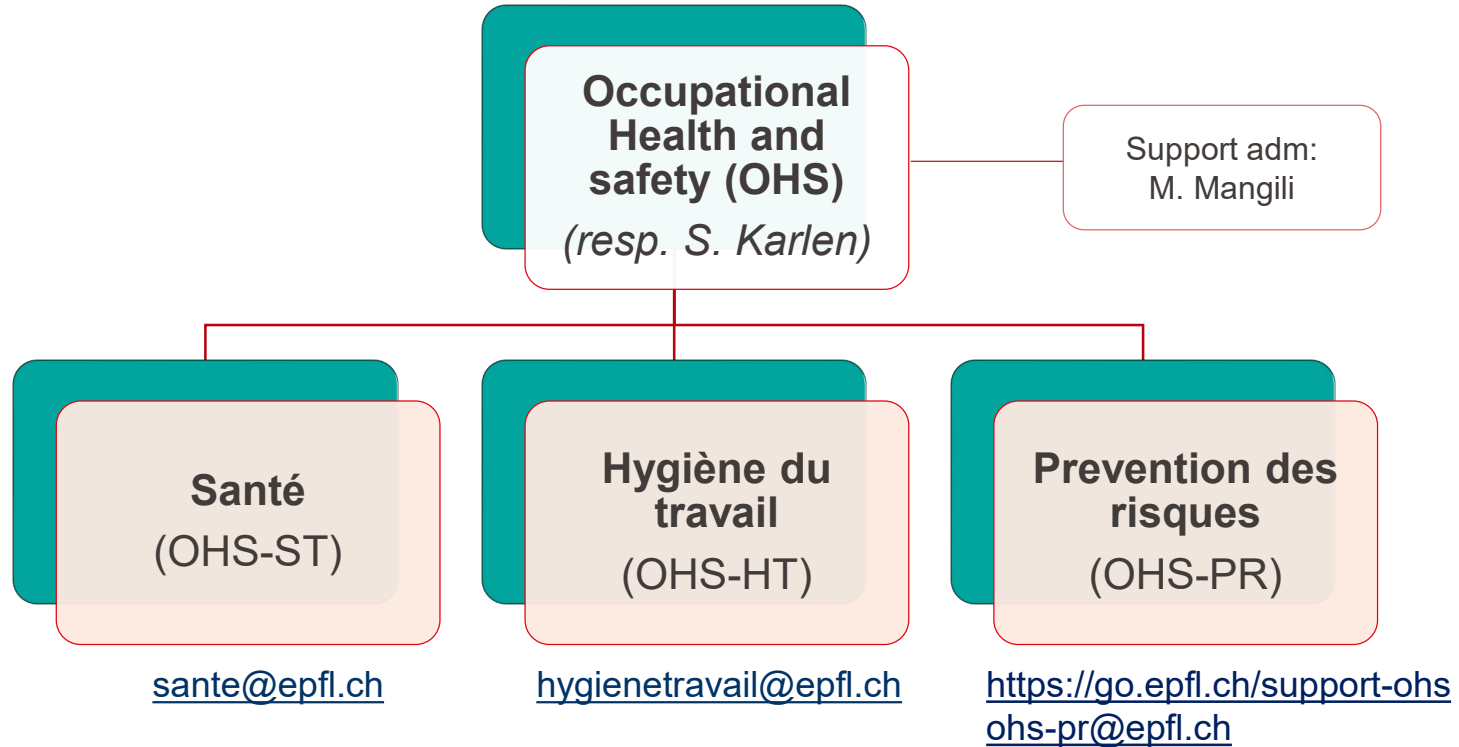 Occupational
Health and
safety (OHS)
(resp. S. Karlen)
Support adm:
M. Mangili
Santé
(OHS-ST)
Hygiène du
travail
(OHS-HT)
Prevention des
risques
(OHS-PR)
sante@epfl.ch
hygienetravail@epfl.ch
https://go.epfl.ch/support-ohs
ohs-pr@epfl.ch